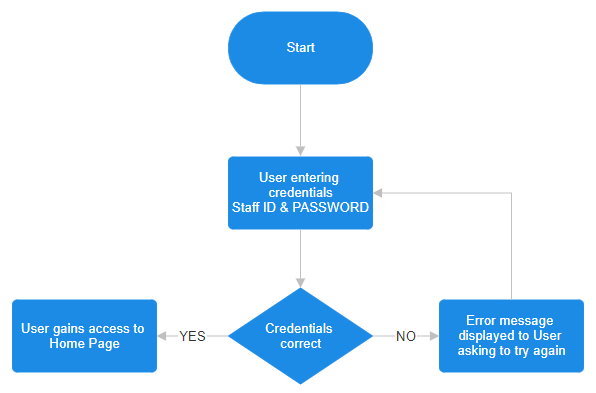 Start
User entering
credentials
Staff ID & PASSWORD
User gains access to
Home Page
YES
Credentials
correct
NO
Error message
displayed to User
asking to try again